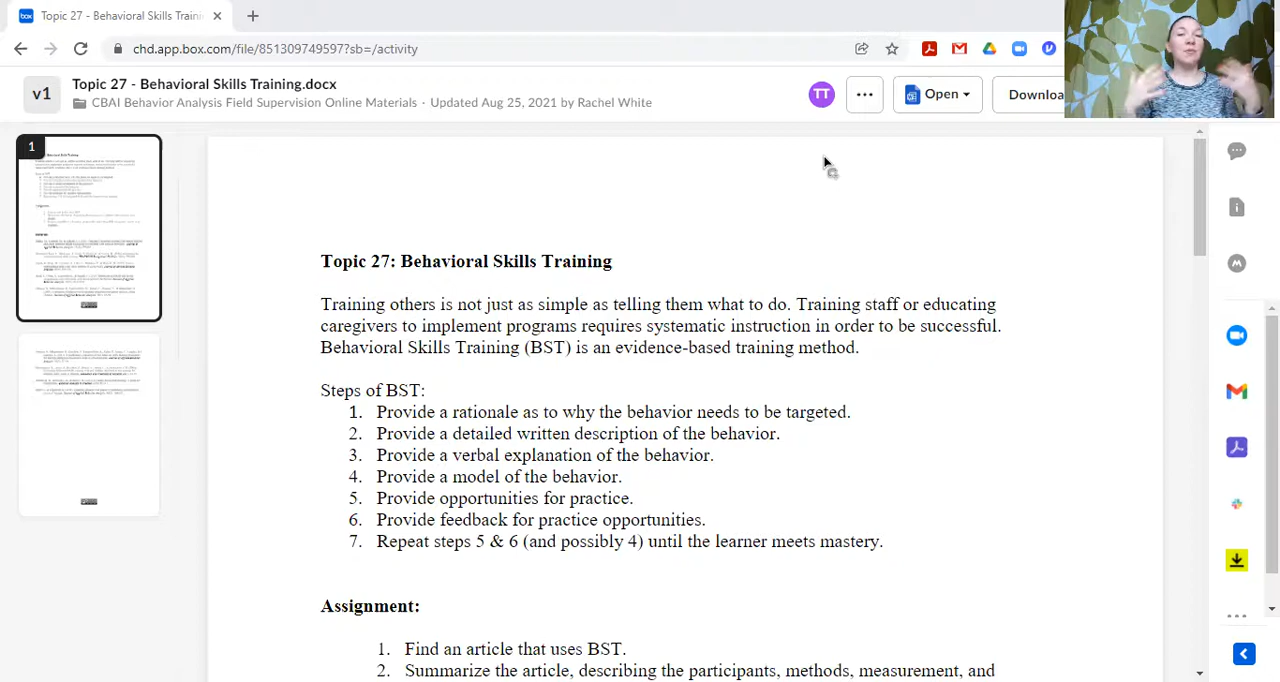 Topic 27 - Behavioral Skills Traini
chd.app.box.com/file/851309749597?sb=/activity
v1
Topic 27 - Behavioral Skills Training.docx
CBAI Behavior Analysis Field Supervision Online Materials · Updated Aug 25, 2021 by Rachel White
TT
Open
Downloa
1
Topic 27: Behavioral Skills Training
Training others is not just as simple as telling them what to do. Training staff or educating
caregivers to implement programs requires systematic instruction in order to be successful.
Behavioral Skills Training (BST) is an evidence-based training method.
Steps of BST:
1. Provide a rationale as to why the behavior needs to be targeted.
2. Provide a detailed written description of the behavior.
3. Provide a verbal explanation of the behavior.
4. Provide a model of the behavior.
5. Provide opportunities for practice.
6. Provide feedback for practice opportunities.
7. Repeat steps 5 & 6 (and possibly 4) until the learner meets mastery.
Assignment:
1. Find an article that uses BST.
2. Summarize the article, describing the participants, methods, measurement, and